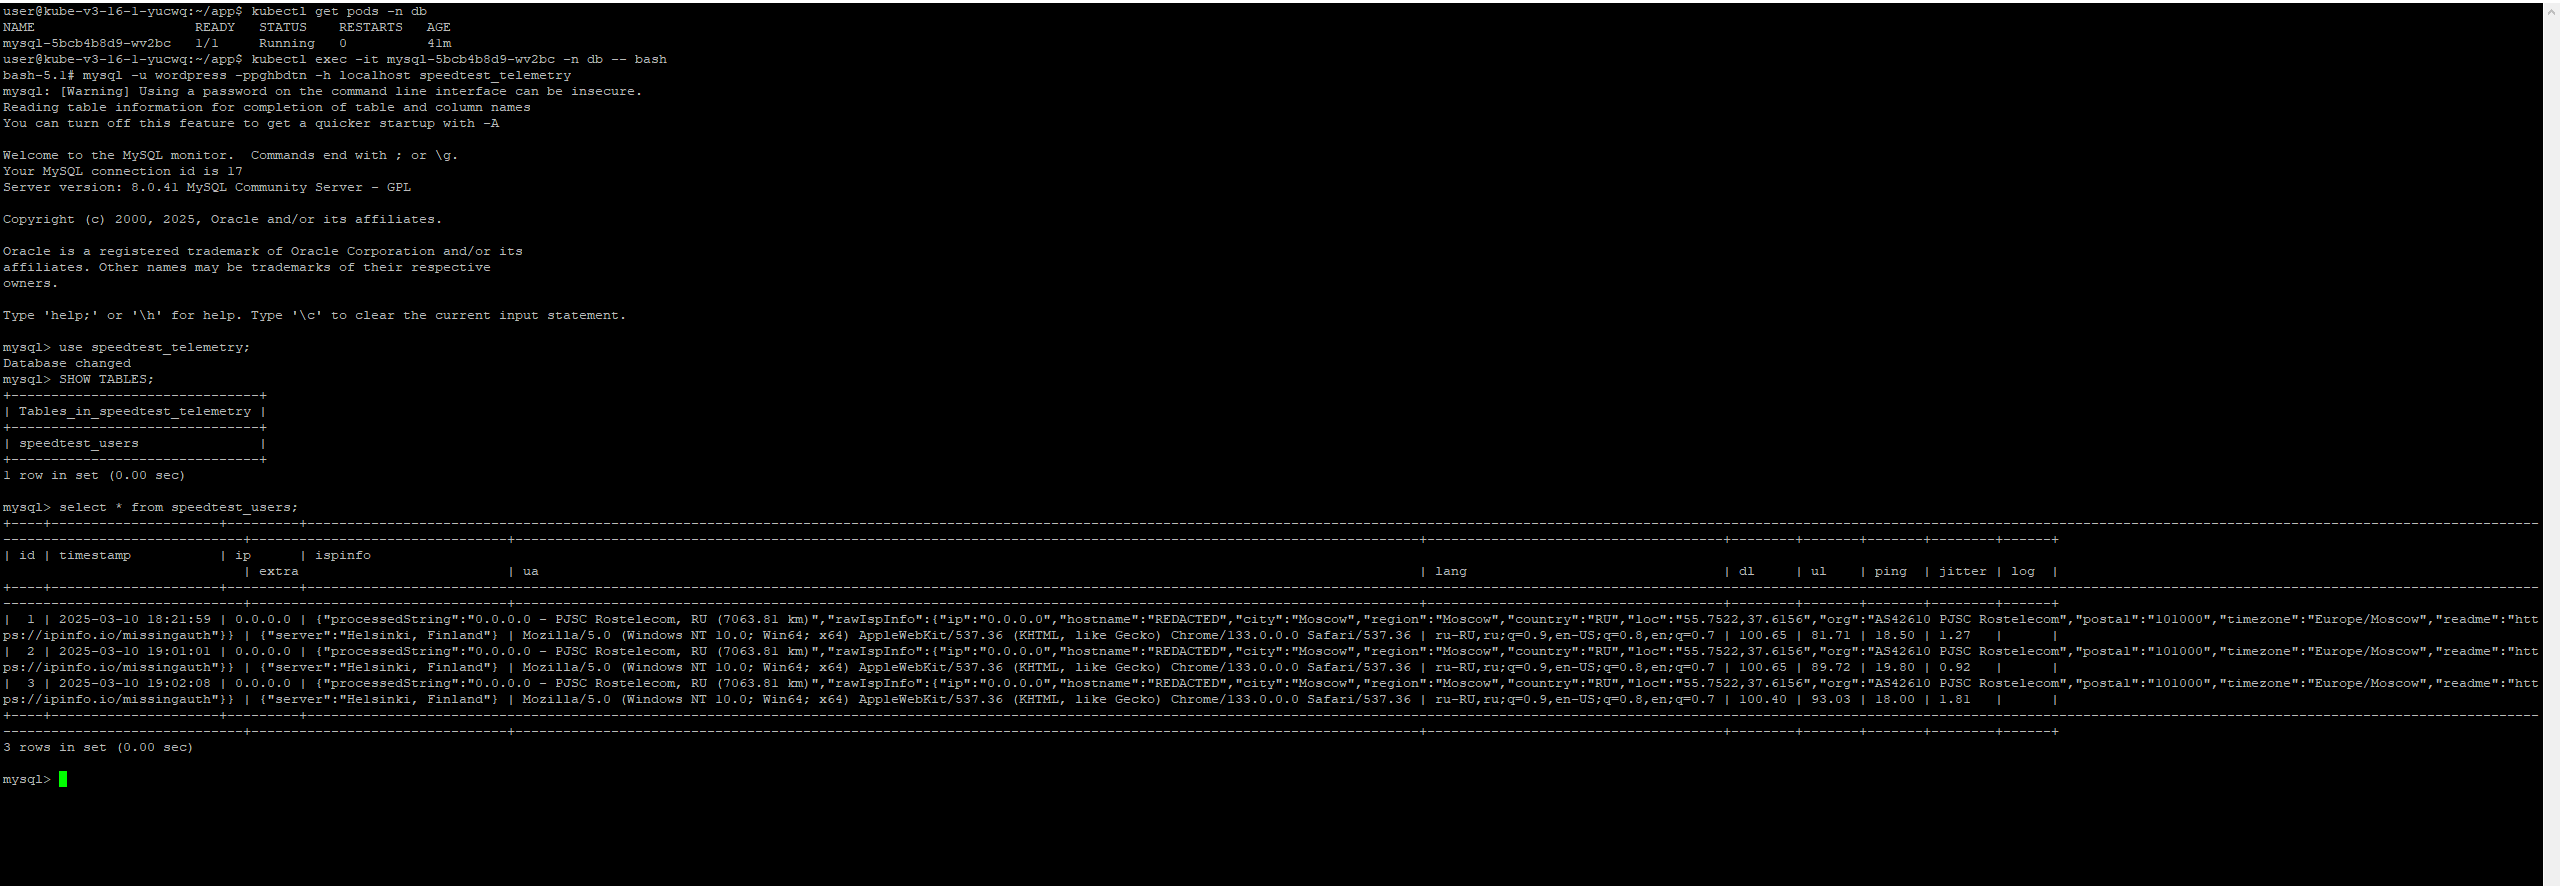 user@kube-v3-16-1-yucwq:~/app$ kubectl get pods -n db
NAME                    READY   STATUS    RESTARTS   AGE
mysql-5bcb4b8d9-wv2bc   1/1     Running   0          41m
user@kube-v3-16-1-yucwq:~/app$ kubectl exec -it mysql-5bcb4b8d9-wv2bc -n db -- bash
bash-5.1# mysql -u wordpress -ppghbdtn -h localhost speedtest_telemetry
mysql: [Warning] Using a password on the command line interface can be insecure.
Reading table information for completion of table and column names
You can turn off this feature to get a quicker startup with -A
Welcome to the MySQL monitor.  Commands end with ; or \g.
Your MySQL connection id is 17
Server version: 8.0.41 MySQL Community Server - GPL
Copyright (c) 2000, 2025, Oracle and/or its affiliates.
Oracle is a registered trademark of Oracle Corporation and/or its
affiliates. Other names may be trademarks of their respective
owners.
Type 'help;' or '\h' for help. Type '\c' to clear the current input statement.
mysql> use speedtest_telemetry;
Database changed
mysql> SHOW TABLES;
| Tables_in_speedtest_telemetry |
| speedtest_users               |
1 row in set (0.00 sec)
mysql> select * from speedtest_users;
| id | timestamp           | ip      | ispinfo
| extra                          | ua | lang | dl     | ul    | ping  | jitter | log  |
|  1 | 2025-03-10 18:21:59 | 0.0.0.0 | {"processedString":"0.0.0.0 - PJSC Rostelecom, RU (7063.81 km)","rawIspInfo":{"ip":"0.0.0.0","hostname":"REDACTED","city":"Moscow","region":"Moscow","country":"RU","loc":"55.7522,37.6156","org":"AS42610 PJSC Rostelecom","postal":"101000","timezone":"Europe/Moscow","readme":"htt
ps://ipinfo.io/missingauth"}} | {"server":"Helsinki, Finland"} | Mozilla/5.0 (Windows NT 10.0; Win64; x64) AppleWebKit/537.36 (KHTML, like Gecko) Chrome/133.0.0.0 Safari/537.36 | ru-RU,ru;q=0.9,en-US;q=0.8,en;q=0.7 | 100.65 | 81.71 | 18.50 | 1.27   |      |
|  2 | 2025-03-10 19:01:01 | 0.0.0.0 | {"processedString":"0.0.0.0 - PJSC Rostelecom, RU (7063.81 km)","rawIspInfo":{"ip":"0.0.0.0","hostname":"REDACTED","city":"Moscow","region":"Moscow","country":"RU","loc":"55.7522,37.6156","org":"AS42610 PJSC Rostelecom","postal":"101000","timezone":"Europe/Moscow","readme":"htt
ps://ipinfo.io/missingauth"}} | {"server":"Helsinki, Finland"} | Mozilla/5.0 (Windows NT 10.0; Win64; x64) AppleWebKit/537.36 (KHTML, like Gecko) Chrome/133.0.0.0 Safari/537.36 | ru-RU,ru;q=0.9,en-US;q=0.8,en;q=0.7 | 100.65 | 89.72 | 19.80 | 0.92   |      |
|  3 | 2025-03-10 19:02:08 | 0.0.0.0 | {"processedString":"0.0.0.0 - PJSC Rostelecom, RU (7063.81 km)","rawIspInfo":{"ip":"0.0.0.0","hostname":"REDACTED","city":"Moscow","region":"Moscow","country":"RU","loc":"55.7522,37.6156","org":"AS42610 PJSC Rostelecom","postal":"101000","timezone":"Europe/Moscow","readme":"htt
ps://ipinfo.io/missingauth"}} | {"server":"Helsinki, Finland"} | Mozilla/5.0 (Windows NT 10.0; Win64; x64) AppleWebKit/537.36 (KHTML, like Gecko) Chrome/133.0.0.0 Safari/537.36 | ru-RU,ru;q=0.9,en-US;q=0.8,en;q=0.7 | 100.40 | 93.03 | 18.00 | 1.81   |      |
3 rows in set (0.00 sec)
mysql>